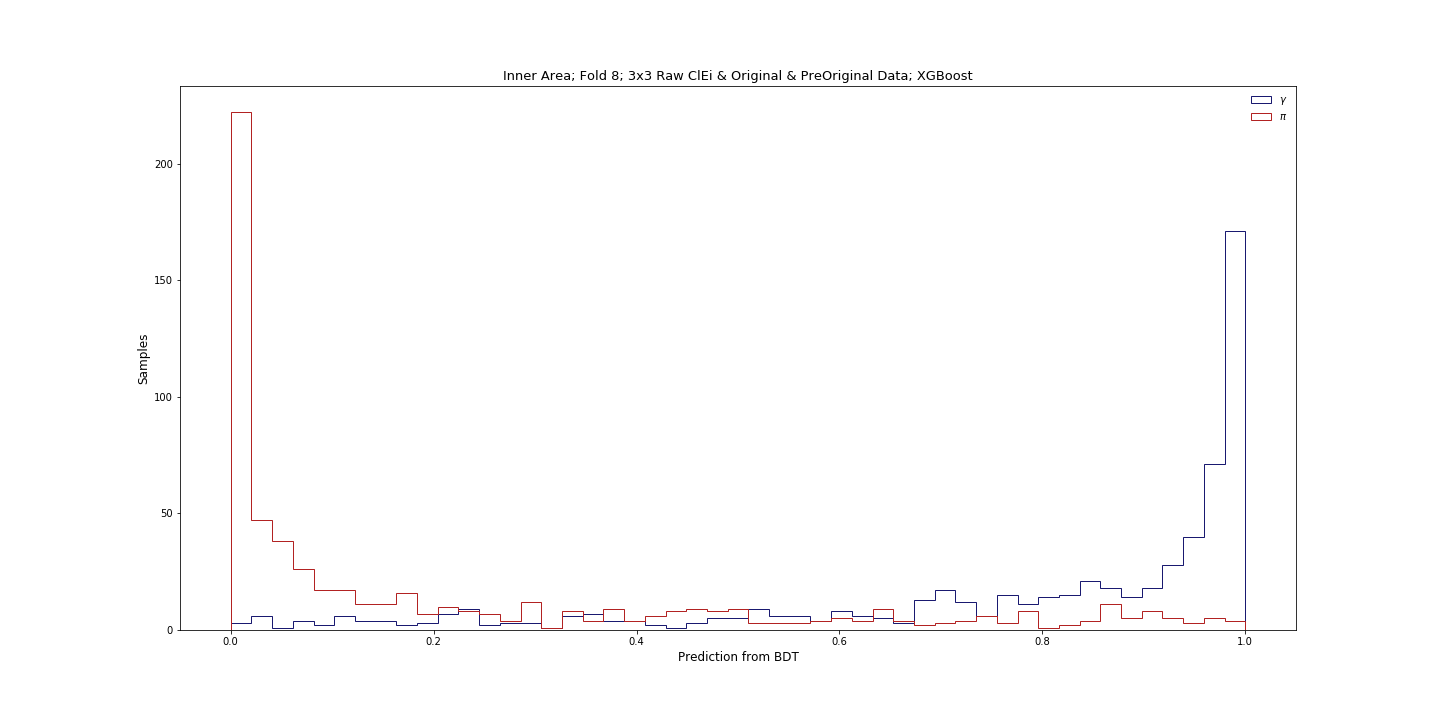 Inner Area; Fold 8; 3x3 Raw ClEi & Original & PreOriginal Data; XGBoost
γ
π
200
150
100
50
0
Samples
0.0 0.2 0.4 0.6 0.8 1.0
Prediction from BDT